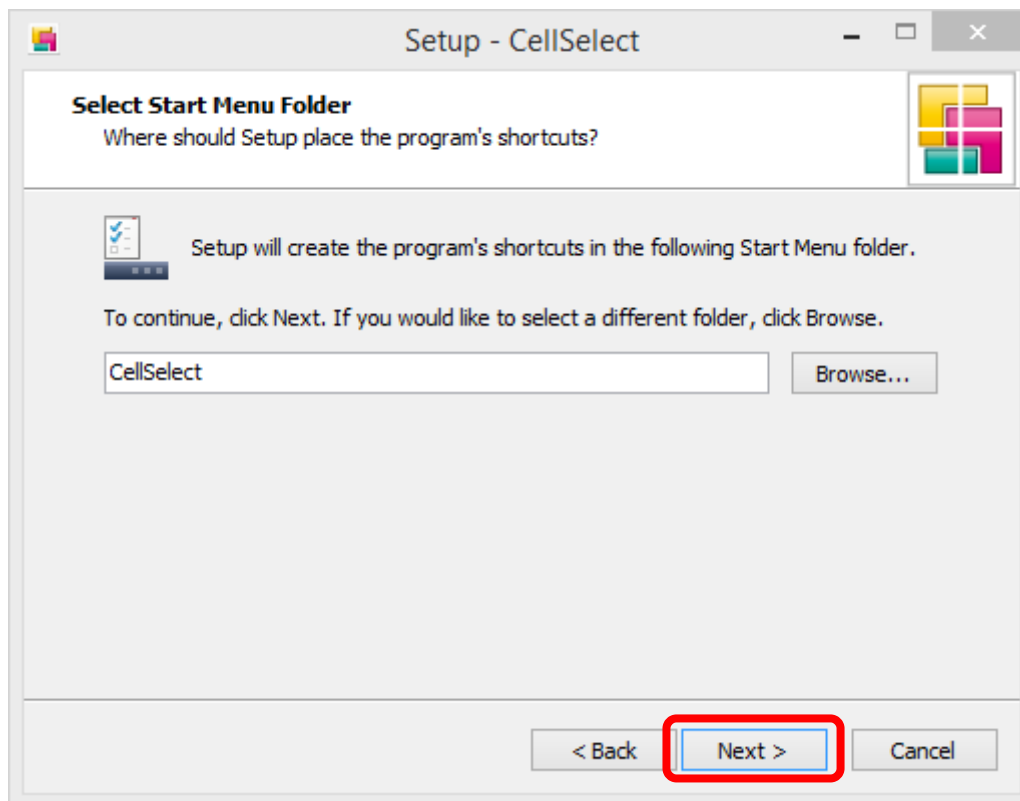 Setup - CellSelect
Select Start Menu Folder
Where should Setup place the program's shortcuts?
Setup will create the program's shortcuts in the following Start Menu folder.
To continue, click Next. If you would like to select a different folder, click Browse.
CellSelect
Browse...
< Back
Next >
Cancel